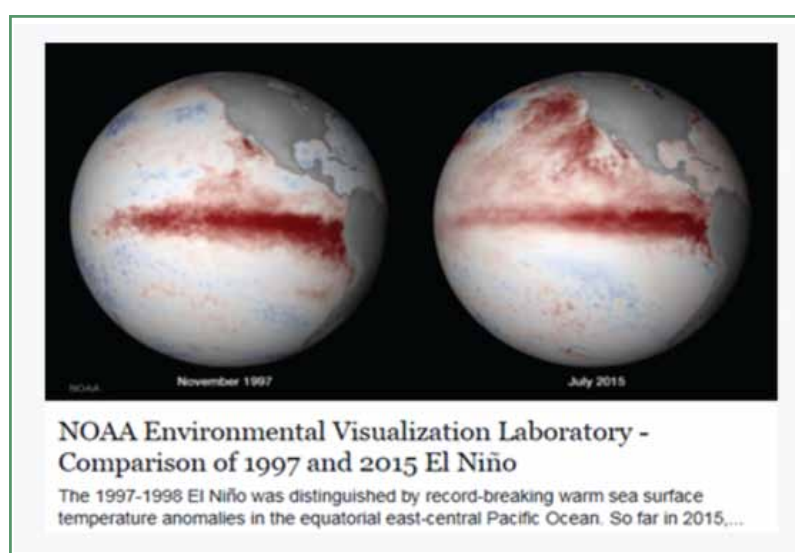 NOAA
November 1997
July 2015
NOAA Environmental Visualization Laboratory -
Comparison of 1997 and 2015 El Niño
The 1997-1998 El Niño was distinguished by record-breaking warm sea surface
temperature anomalies in the equatorial east-central Pacific Ocean. So far in 2015,...